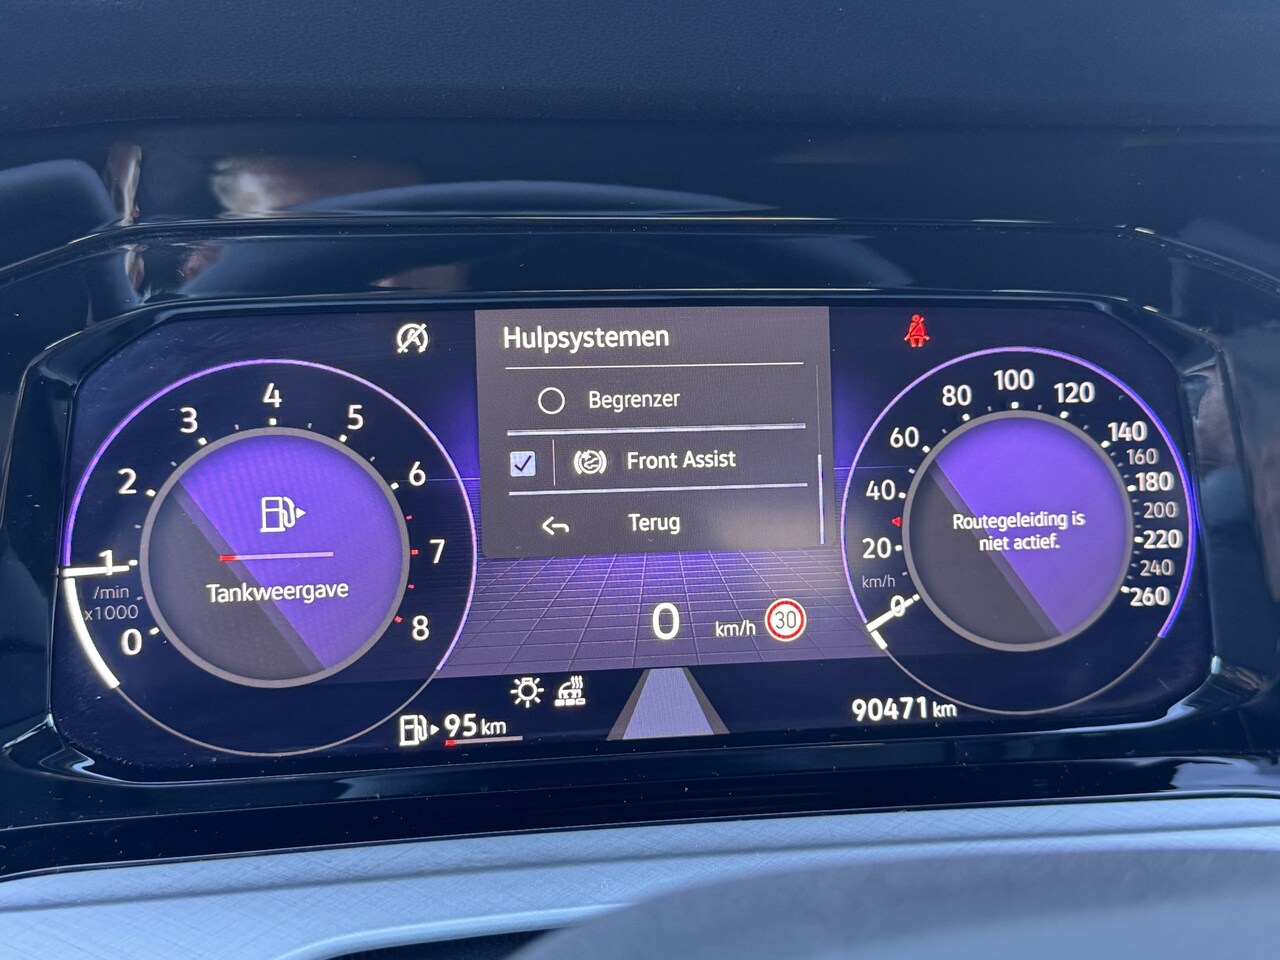 Hulpsystemen
Begrenzer
Front Assist
Terug
0
1
2
3
4
5
6
7
8
/min
x1000
Tankweergave
0
20
40
60
80
100
120
140
160
180
200
220
240
260
km/h
Routegeleiding is
niet actief.
0 km/h 30
95 km
90471 km